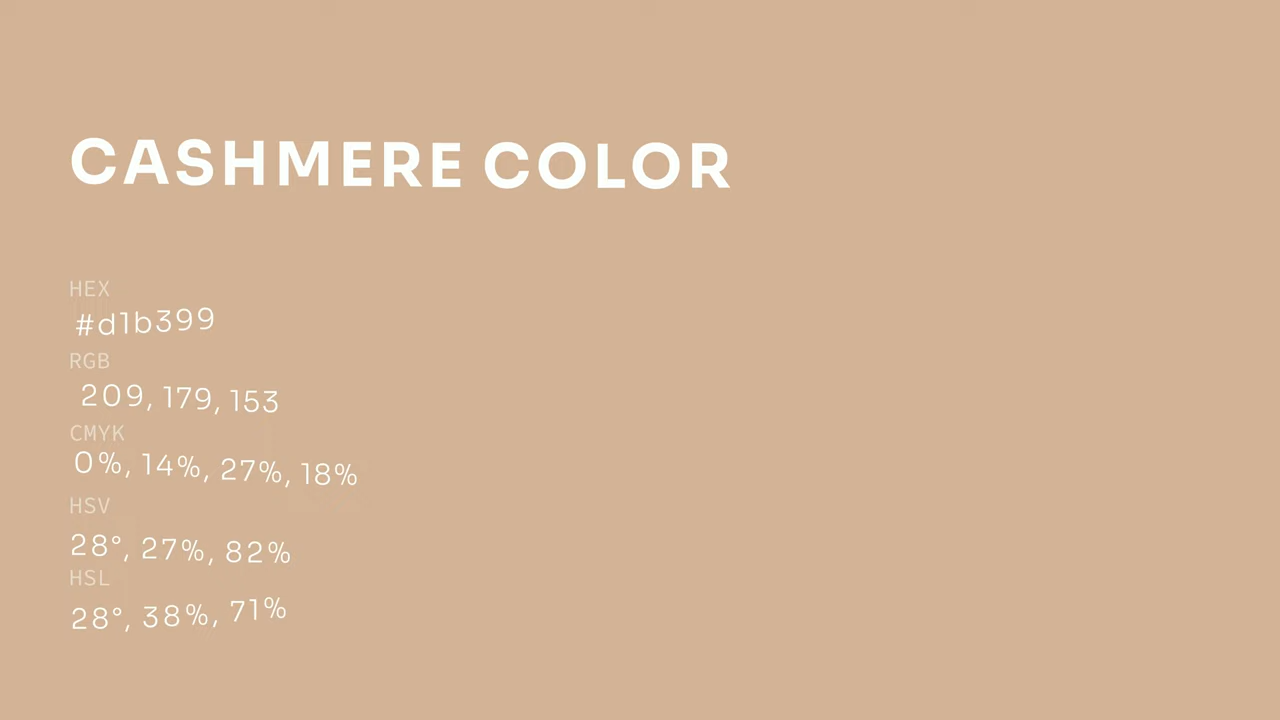 CASHMERE COLOR
HEX
#d1b399
RGB
209, 179, 153
CMYK
0%, 14%, 27%, 18%
HSV
28°, 27%, 82%
HSL
28°, 38%, 71%